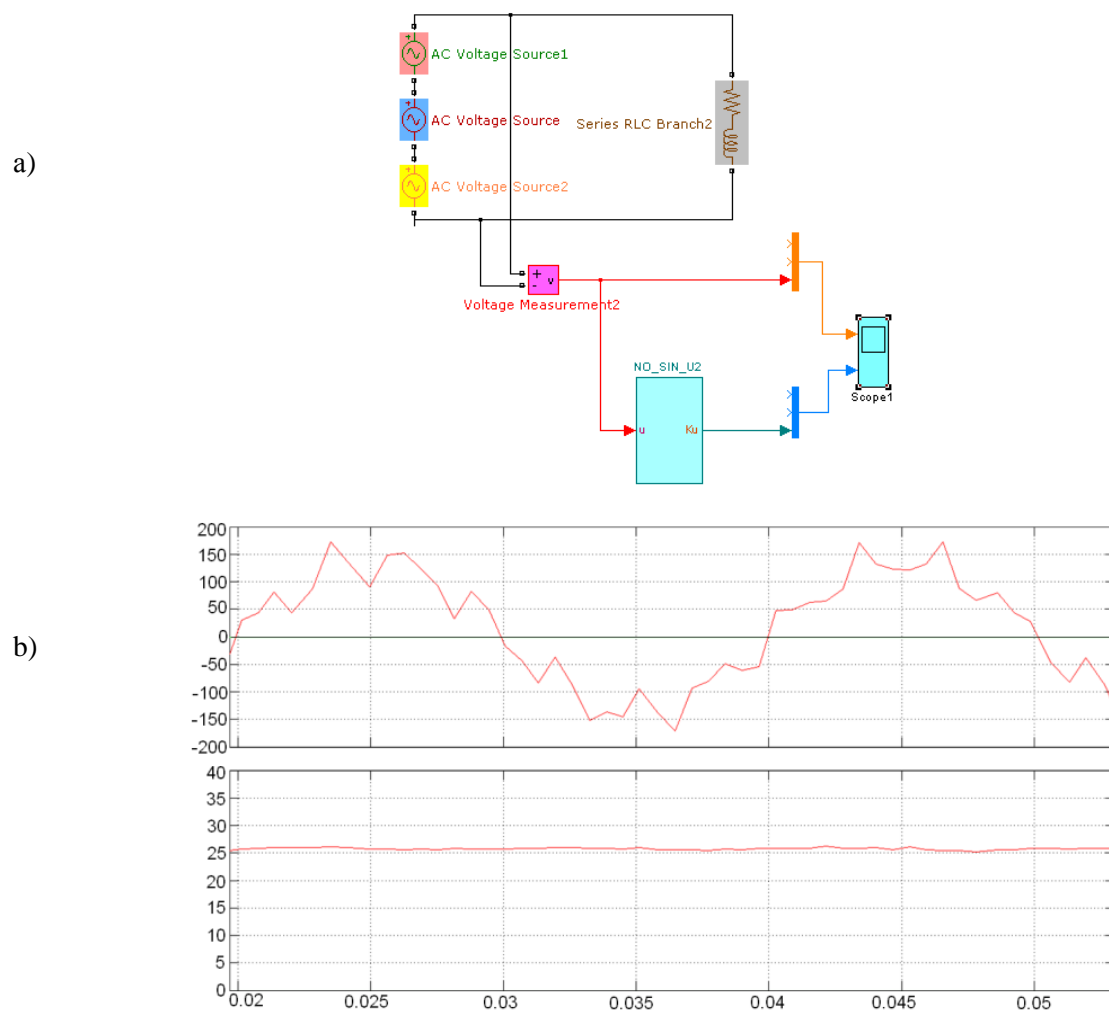 a)
AC Voltage Source1
AC Voltage Source
AC Voltage Source2
Series RLC Branch2
+
-
v
Voltage Measurement2
NO_SIN_U2
u
Ku
Scope1
b)
200
150
100
50
0
-50
-100
-150
-200
40
35
30
25
20
15
10
5
0
0.02 0.025 0.03 0.035 0.04 0.045 0.05